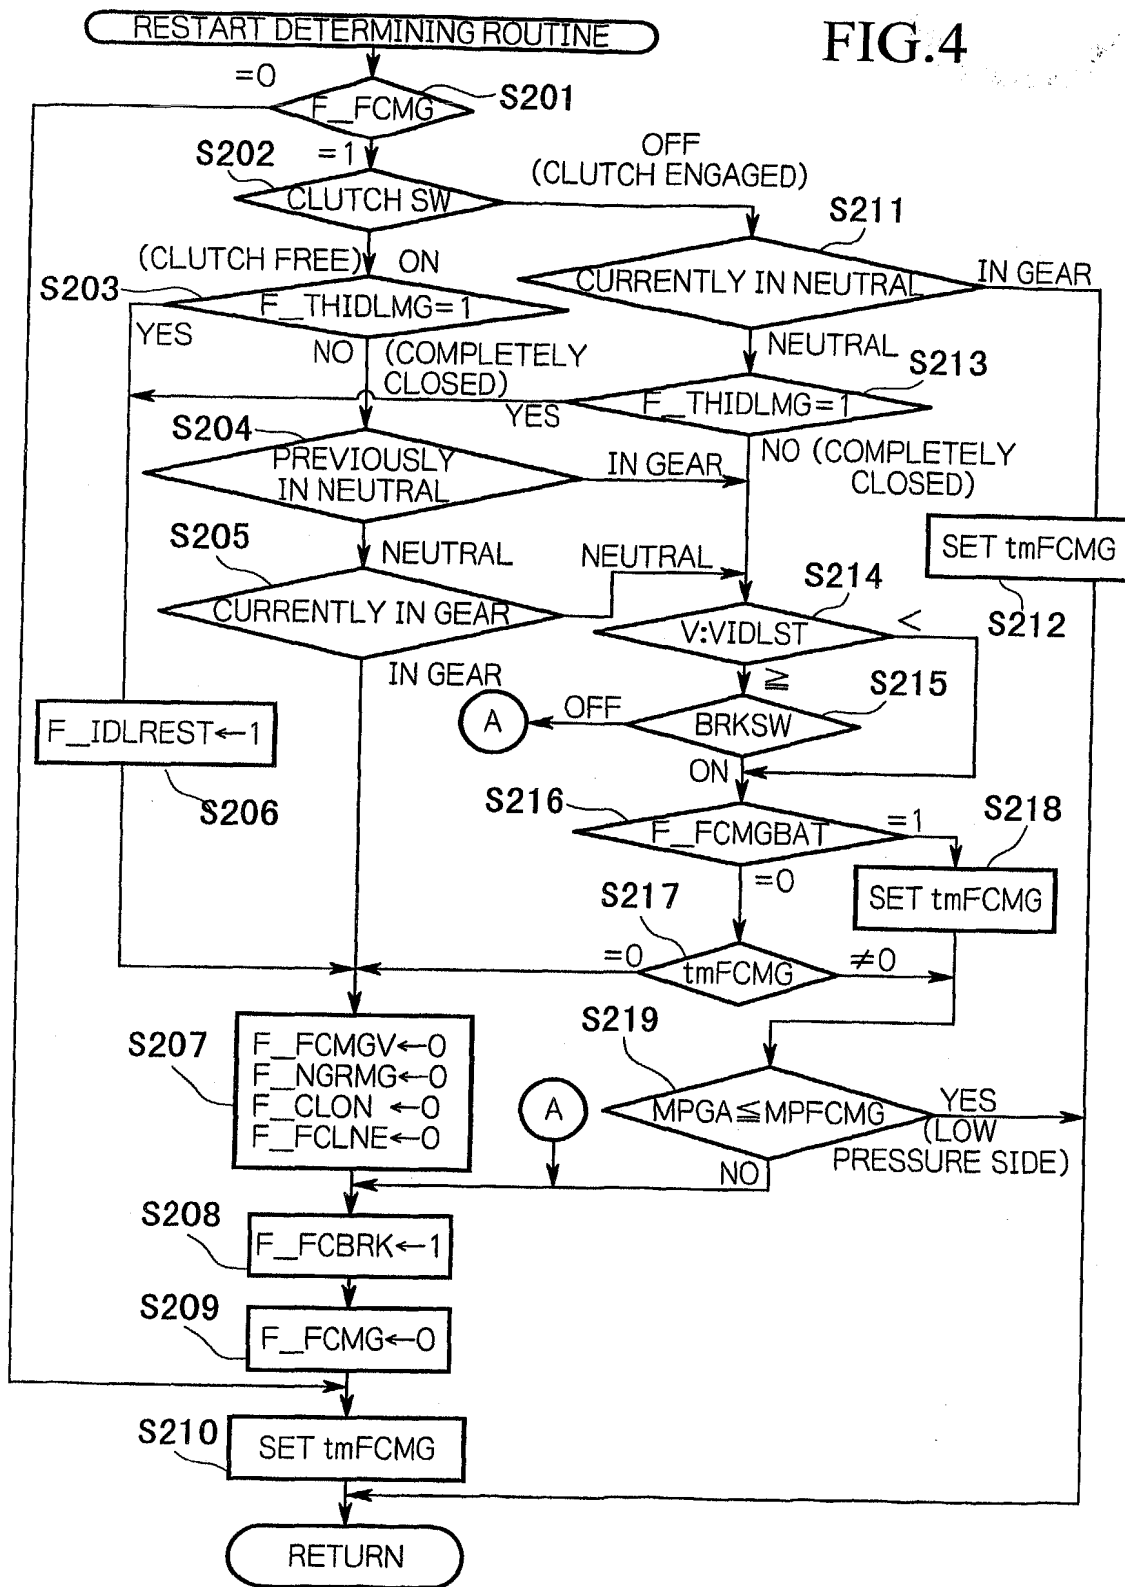 RESTART DETERMINING ROUTINE
FIG.4
=0
F_FCMG
S201
=1
S202
CLUTCH SW
OFF
(CLUTCH ENGAGED)
S211
(CLUTCH FREE)
ON
CURRENTLY IN NEUTRAL
IN GEAR
S203
F_THIDLMG=1
YES
NO
(COMPLETELY
CLOSED)
NEUTRAL
S213
F_THIDLMG=1
YES
S204
PREVIOUSLY
IN NEUTRAL
IN GEAR
NO (COMPLETELY
CLOSED)
S205
NEUTRAL
NEUTRAL
SET tmFCMG
S212
CURRENTLY IN GEAR
S214
V:VIDLST
<
IN GEAR
≧
S215
F_IDLREST←1
S206
A
OFF
BRKSW
ON
S216
F_FCMGBAT
=1
S218
=0
SET tmFCMG
S217
=0
tmFCMG
≠0
S207
F_FCMGV←0
F_NGRMG←0
F_CLON ←0
F_FCLNE←0
S219
A
MPGA≦MPFCMG
YES
(LOW
PRESSURE SIDE)
NO
S208
F_FCBRK←1
S209
F_FCMG←0
S210
SET tmFCMG
RETURN